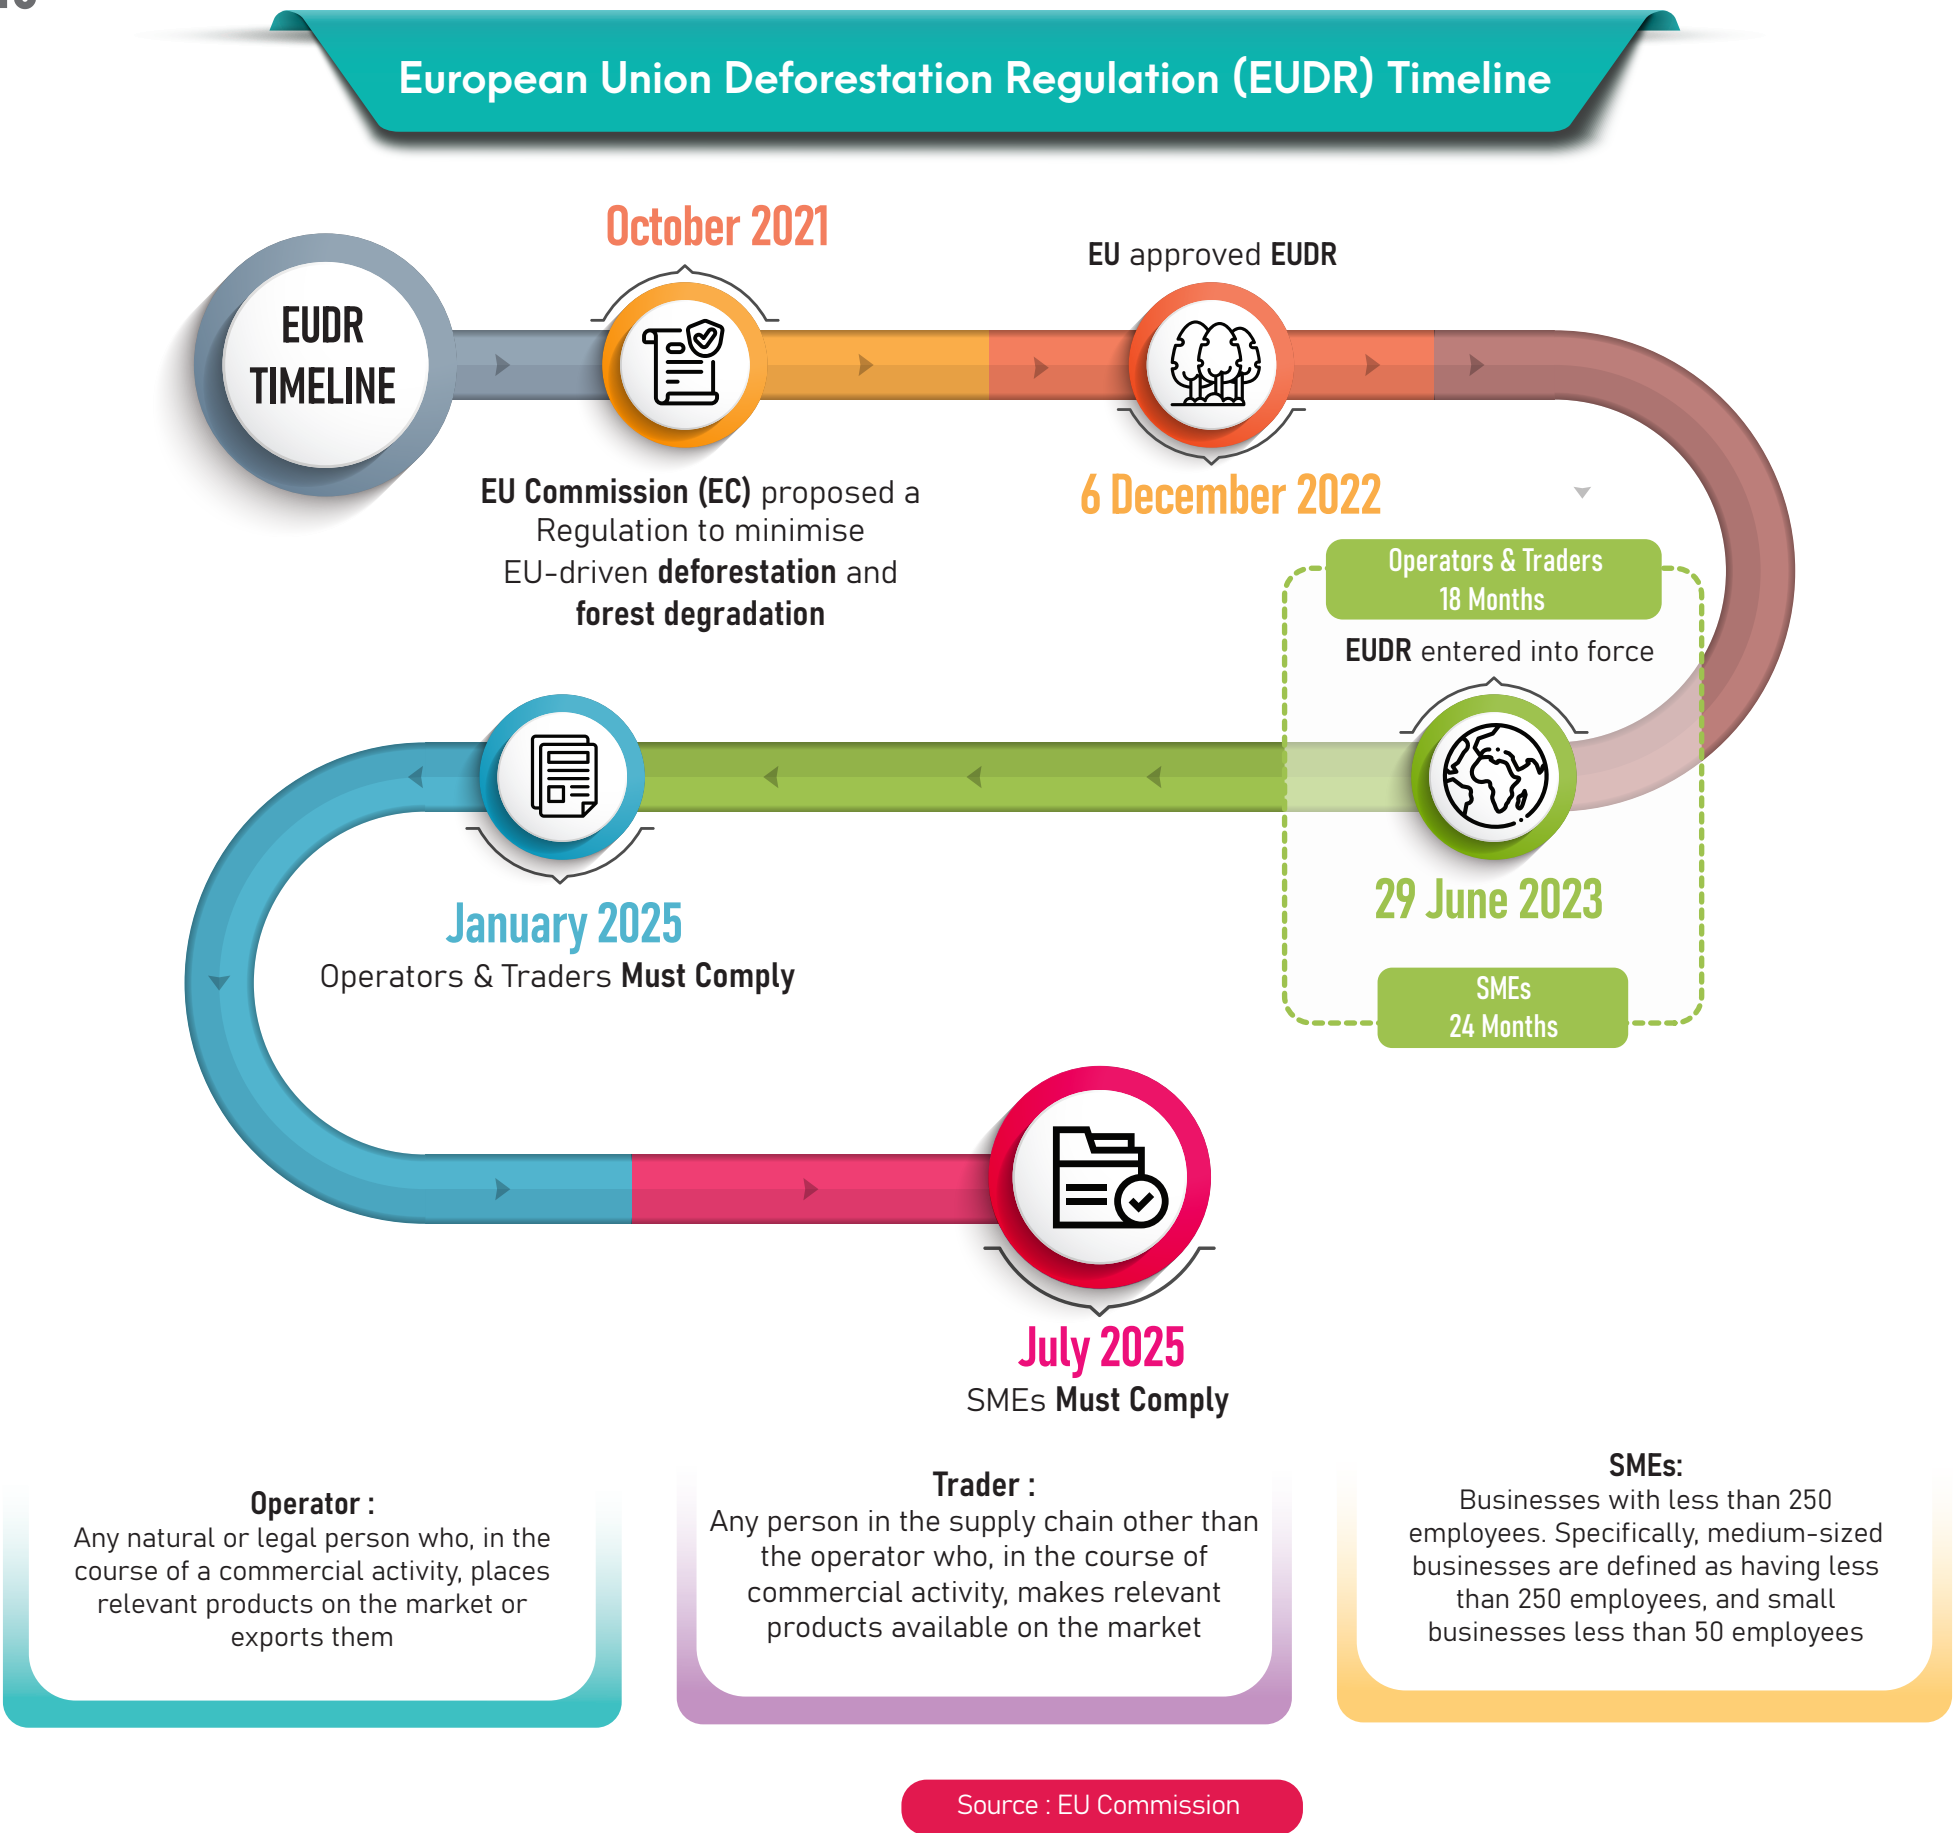 European Union Deforestation Regulation (EUDR) Timeline
EUDR
TIMELINE
October 2021
EU Commission (EC) proposed a
Regulation to minimise
EU-driven deforestation and
forest degradation
EU approved EUDR
6 December 2022
Operators & Traders
18 Months
EUDR entered into force
29 June 2023
SMEs
24 Months
January 2025
Operators & Traders Must Comply
July 2025
SMEs Must Comply
Operator :
Any natural or legal person who, in the
course of a commercial activity, places
relevant products on the market or
exports them
Trader :
Any person in the supply chain other than
the operator who, in the course of
commercial activity, makes relevant
products available on the market
SMEs:
Businesses with less than 250
employees. Specifically, medium-sized
businesses are defined as having less
than 250 employees, and small
businesses less than 50 employees
Source : EU Commission